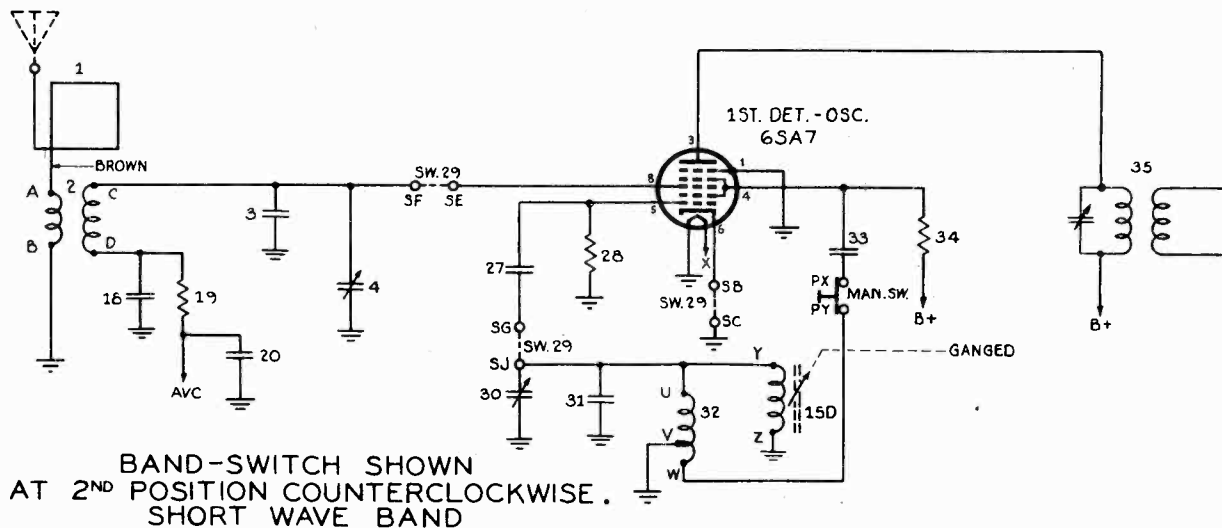 1
BROWN
A
2
C
B
D
3
4
18
19
20
AVC
SW.29
SF
SE
1ST. DET.-OSC.
6SA7
3
1
8
4
5
6
X
27
28
SB
SW.29
SC
SG
SW.29
SJ
30
31
U
32
V
W
Y
Z
15D
GANGED
33
PX
MAN.SW.
PY
34
B+
35
B+
BAND-SWITCH SHOWN
AT 2ND POSITION COUNTERCLOCKWISE.
SHORT WAVE BAND